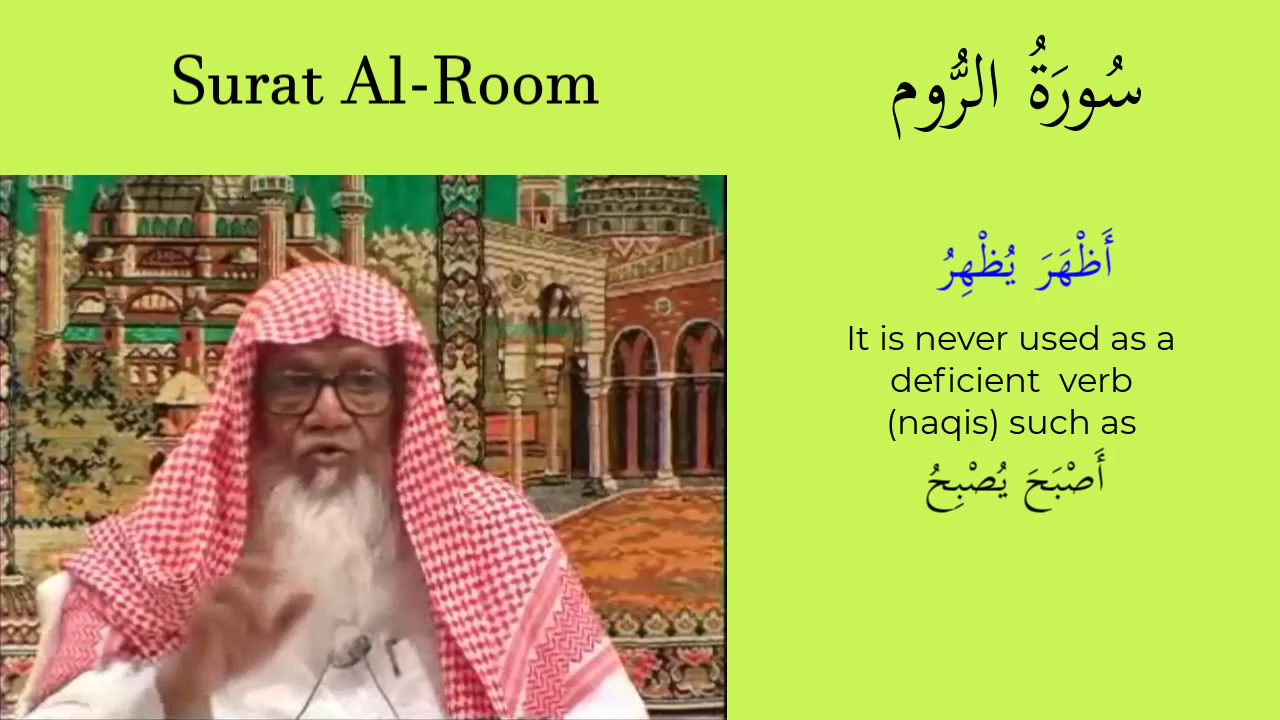 Surat Al-Room
سُورَةُ الرُّوم
أَظْهَرَ يُظْهِرُ
It is never used as a
deficient verb
(naqis) such as
أَصْبَحَ يُصْبِحُ